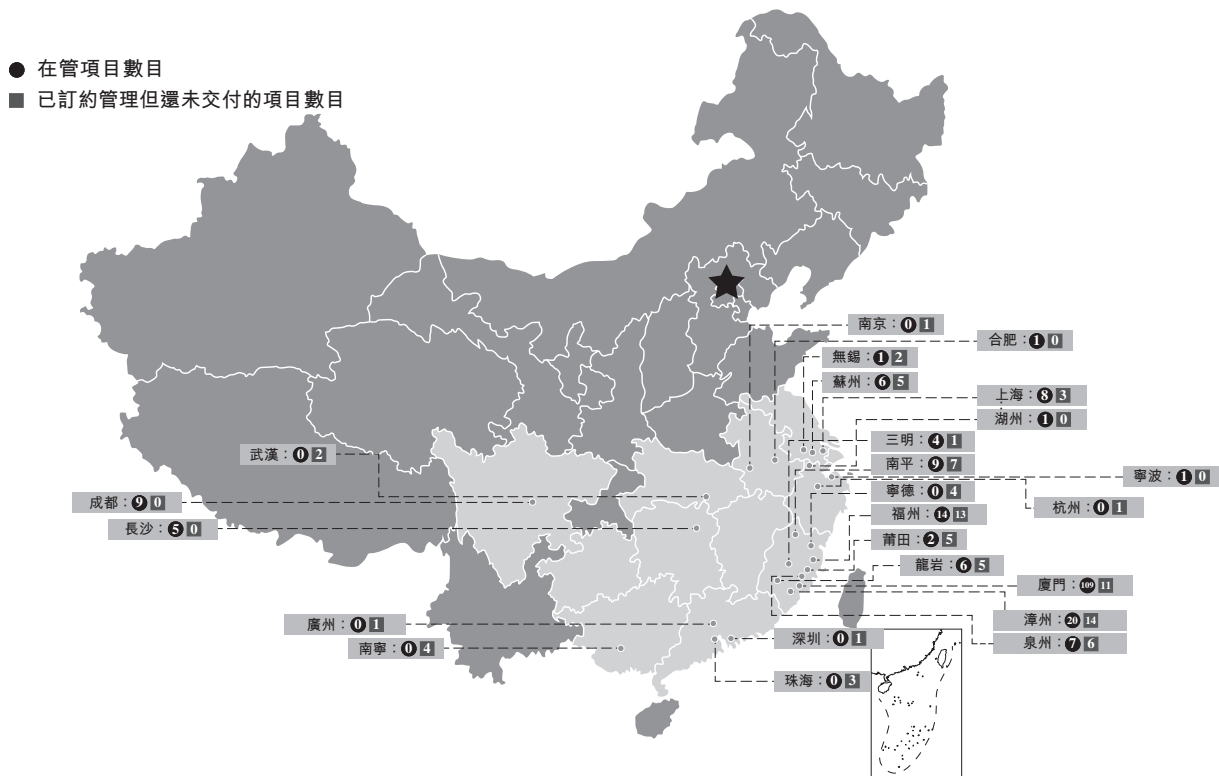 在管項目數目
已訂約管理但還未交付的項目數目
南京：0 1
合肥：1 0
無錫：1 2
蘇州：6 5
上海：8 3
湖州：1 0
三明：4 1
武漢：0 2
南平：9 7
寧波：1 0
寧德：0 4
成都：9 0
杭州：0 1
福州：14 13
長沙：5 0
莆田：2 5
龍岩：6 5
廈門：109 11
漳州：20 14
廣州：0 1
深圳：0 1
泉州：7 6
南寧：0 4
珠海：0 3